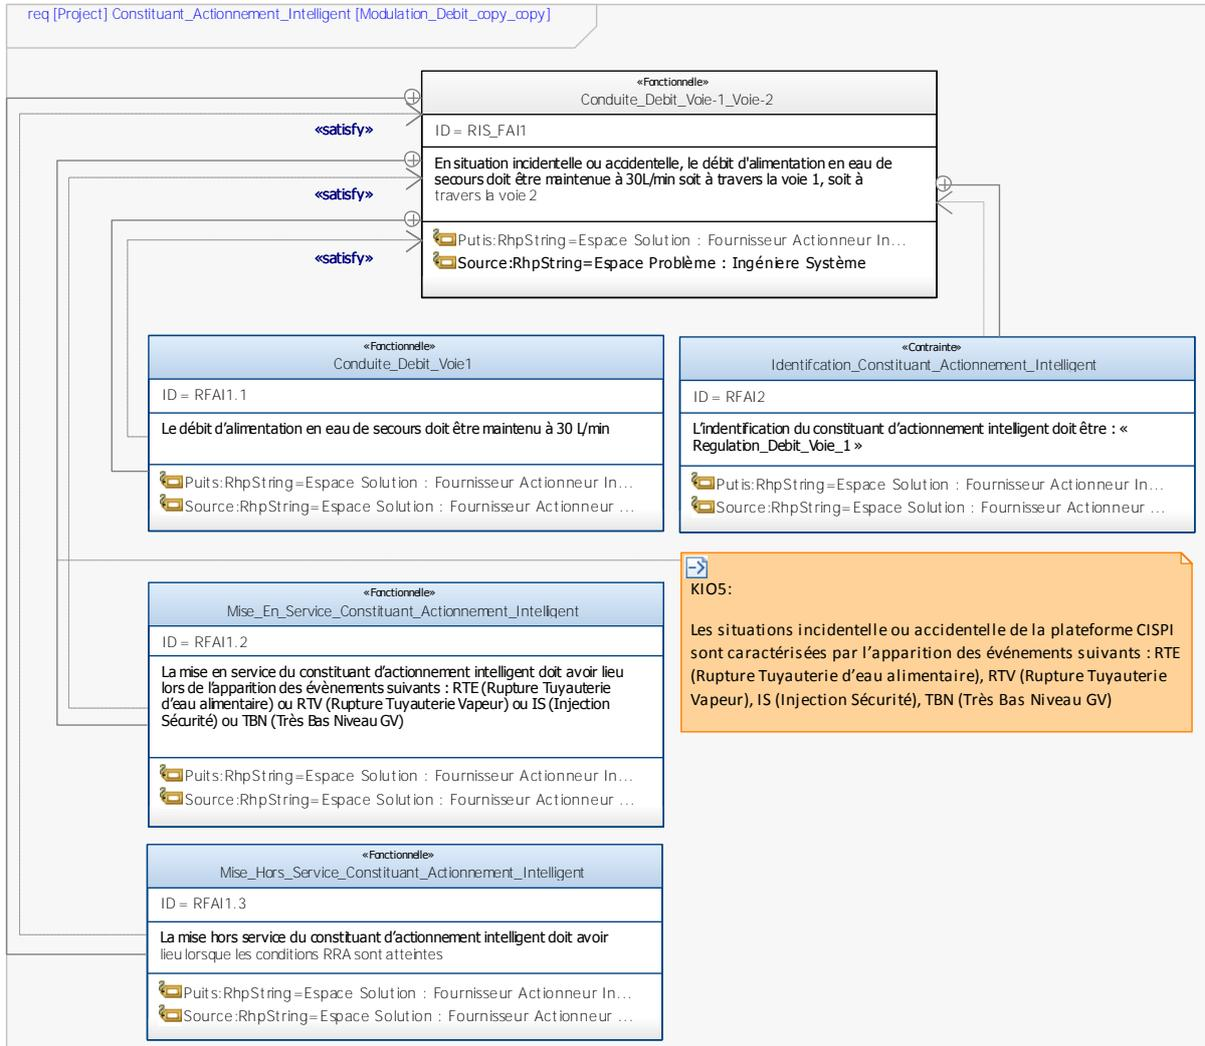 req [Project] Constituant_Actionnement_Intelligent [Modulation_Debit_copy_copy]
«Fonctionnelle»
Conduite_Debit_Voie-1_Voie-2
ID = RIS_FAI1
En situation incidentelle ou accidentelle, le débit d'alimentation en eau de
secours doit être maintenue à 30L/min soit à travers la voie 1, soit à
travers la voie 2
Putis:RhpString=Espace Solution : Fournisseur Actionneur In...
Source:RhpString=Espace Problème : Ingéniere Système
«satisfy»
«satisfy»
«satisfy»
«Fonctionnelle»
Conduite_Debit_Voie1
ID = RFAI1.1
Le débit d'alimentation en eau de secours doit être maintenu à 30 L/min
Puits:RhpString=Espace Solution : Fournisseur Actionneur In...
Source:RhpString=Espace Solution : Fournisseur Actionneur ...
«Contrainte»
Identifcation_Constituant_Actionnement_Intelligent
ID = RFAI2
L'indentification du constituant d'actionnement intelligent doit être : «
Regulation_Debit_Voie_1 »
Putis:RhpString=Espace Solution : Fournisseur Actionneur In...
Source:RhpString=Espace Solution : Fournisseur Actionneur ...
«Fonctionnelle»
Mise_En_Service_Constituant_Actionnement_Intelligent
ID = RFAI1.2
La mise en service du constituant d'actionnement intelligent doit avoir lieu
lors de l'apparition des évènements suivants : RTE (Rupture Tuyauterie
d'eau alimentaire) ou RTV (Rupture Tuyauterie Vapeur) ou IS (Injection
Sécurité) ou TBN (Très Bas Niveau GV)
Puits:RhpString=Espace Solution : Fournisseur Actionneur In...
Source:RhpString=Espace Solution : Fournisseur Actionneur ...
KIO5:
Les situations incidentelle ou accidentelle de la plateforme CISPI
sont caractérisées par l'apparition des événements suivants : RTE
(Rupture Tuyauterie d'eau alimentaire), RTV (Rupture Tuyauterie
Vapeur), IS (Injection Sécurité), TBN (Très Bas Niveau GV)
«Fonctionnelle»
Mise_Hors_Service_Constituant_Actionnement_Intelligent
ID = RFAI1.3
La mise hors service du constituant d'actionnement intelligent doit avoir
lieu lorsque les conditions RRA sont atteintes
Puits:RhpString=Espace Solution : Fournisseur Actionneur In...
Source:RhpString=Espace Solution : Fournisseur Actionneur ...